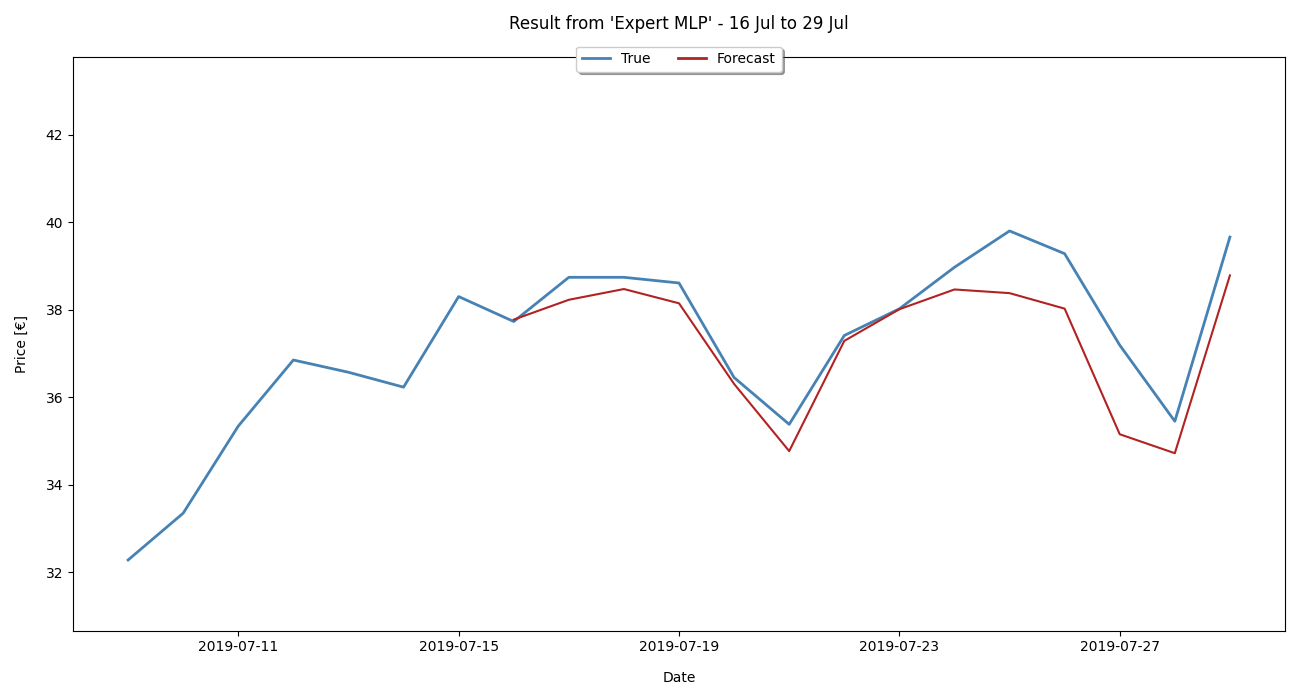 Result from 'Expert MLP' - 16 Jul to 29 Jul
True Forecast
42
40
38
36
34
32
Price [€]
2019-07-11 2019-07-15 2019-07-19 2019-07-23 2019-07-27
Date